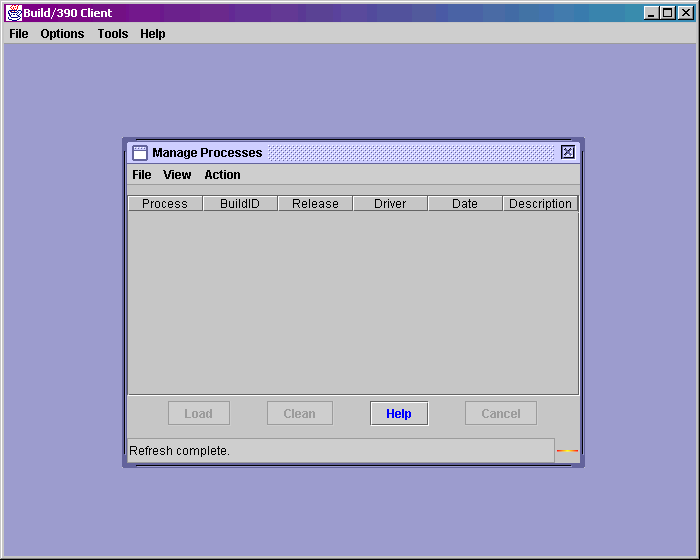 Build/390 Client
File Options Tools Help
Manage Processes
File View Action
Process BuildID Release Driver Date Description
Load Clean Help Cancel
Refresh complete.